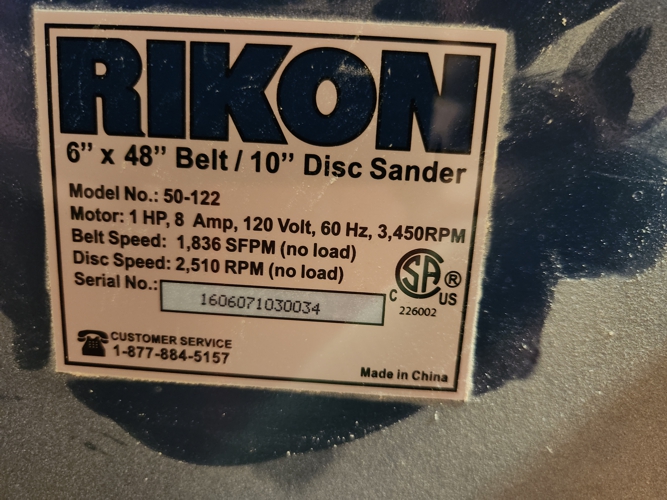 RIKON
6” x 48” Belt / 10” Disc Sander
Model No.: 50-122
Motor: 1 HP, 8 Amp, 120 Volt, 60 Hz, 3,450RPM
Belt Speed: 1,836 SFPM (no load)
Disc Speed: 2,510 RPM (no load)
Serial No.: 1606071030034
C SA ® US
226002
CUSTOMER SERVICE
1-877-884-5157
Made in China